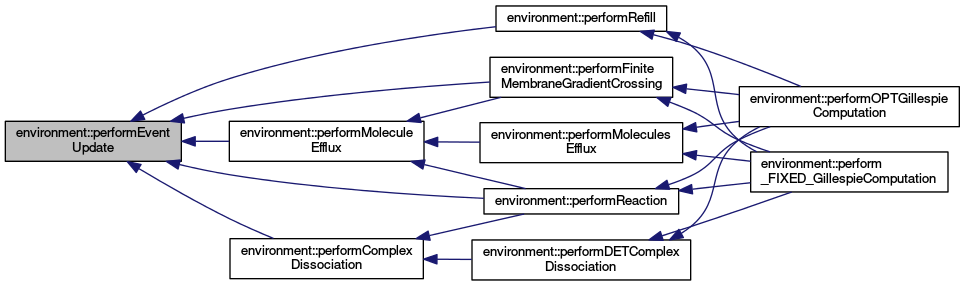 environment::performRefill
environment::performFinite
MembraneGradientCrossing
environment::performOPTGillespie
Computation
environment::performEvent
Update
environment::performMolecule
Efflux
environment::performMolecules
Efflux
environment::perform
_FIXED_GillespieComputation
environment::performReaction
environment::performComplex
Dissociation
environment::performDETComplex
Dissociation